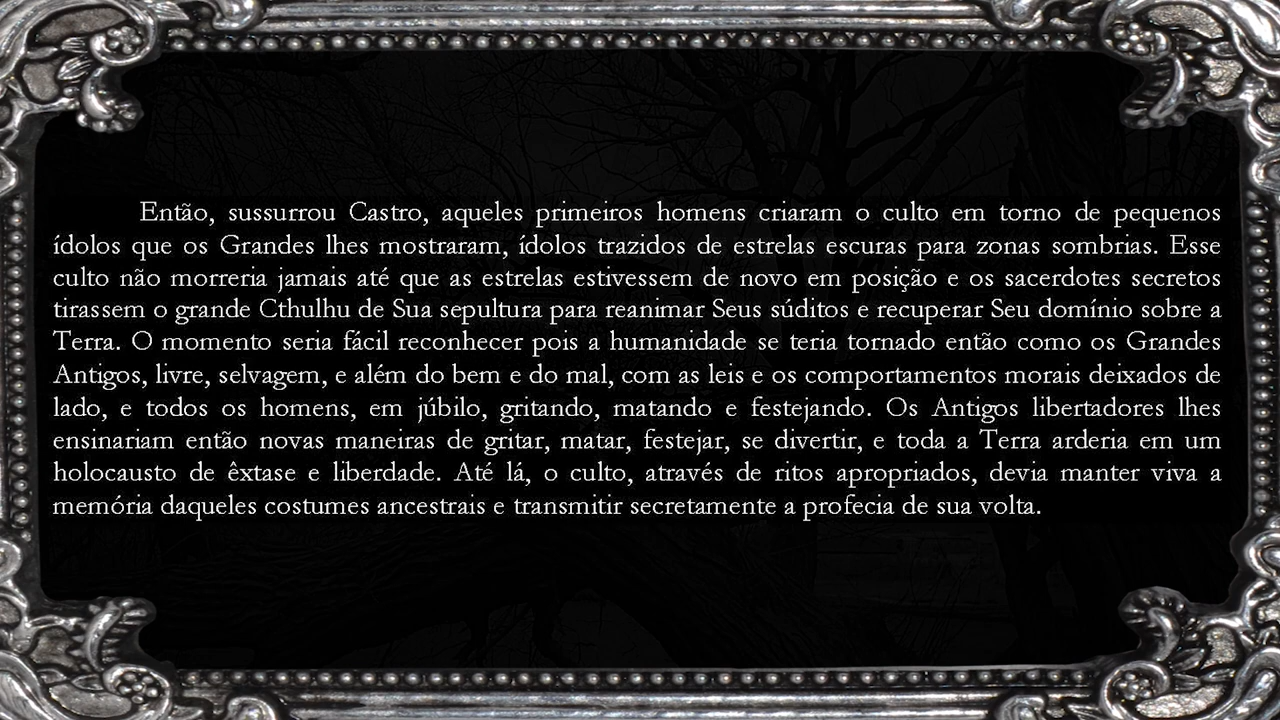 Então, sussurrou Castro, aqueles primeiros homens criaram o culto em torno de pequenos
ídolos que os Grandes lhes mostraram, ídolos trazidos de estrelas escuras para zonas sombrias. Esse
culto não morreria jamais até que as estrelas estivessem de novo em posição e os sacerdotes secretos
tirassem o grande Cthulhu de Sua sepultura para reanimar Seus súditos e recuperar Seu domínio sobre a
Terra. O momento seria fácil reconhecer pois a humanidade se teria tornado então como os Grandes
Antigos, livre, selvagem, e além do bem e do mal, com as leis e os comportamentos morais deixados de
lado, e todos os homens, em júbilo, gritando, matando e festejando. Os Antigos libertadores lhes
ensinariam então novas maneiras de gritar, matar, festejar, se divertir, e toda a Terra arderia em um
holocausto de êxtase e liberdade. Até lá, o culto, através de ritos apropriados, devia manter viva a
memória daqueles costumes ancestrais e transmitir secretamente a profecia de sua volta.